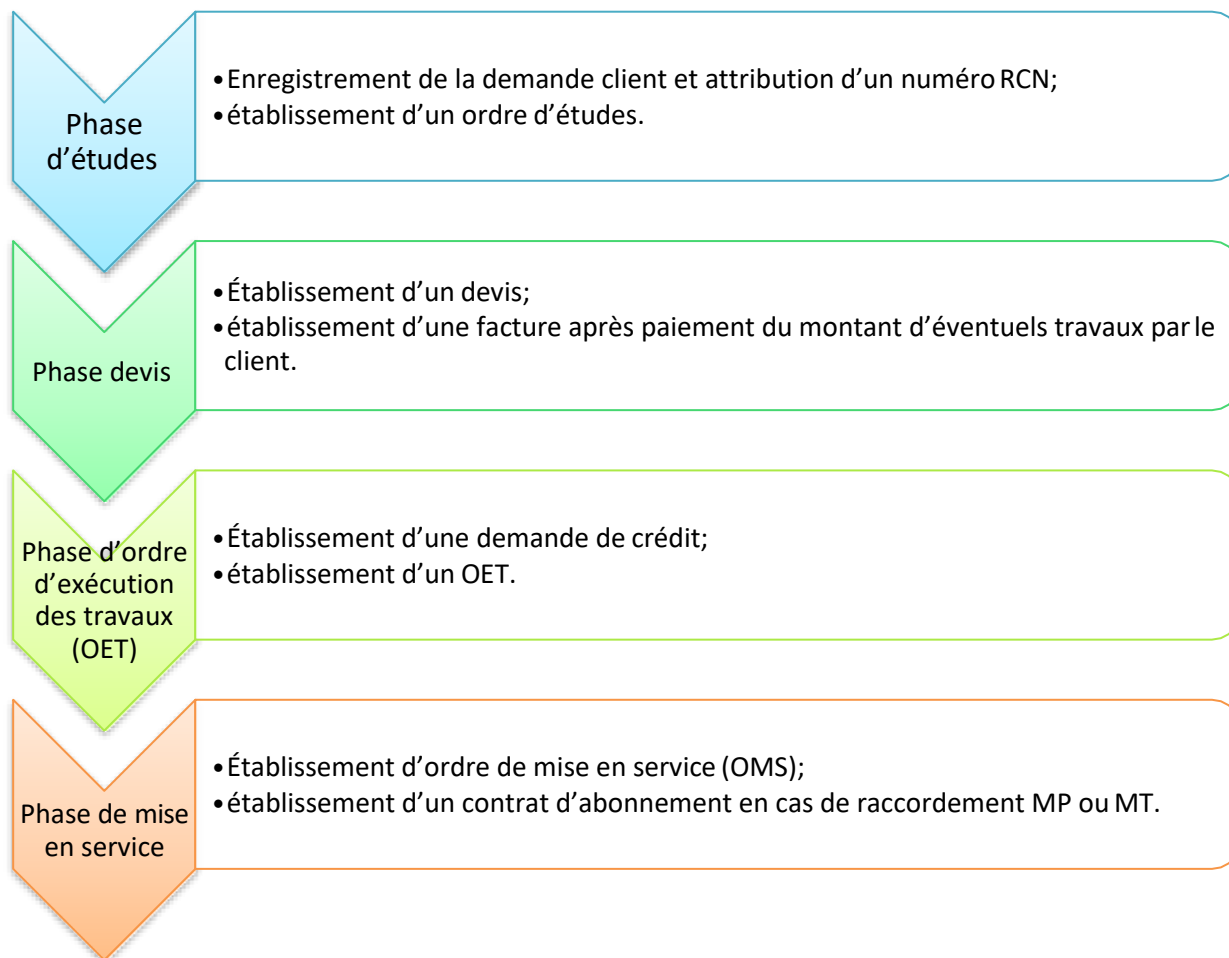 Phase
d’études
•Enregistrement de la demande client et attribution d’un numéro RCN;
•établissement d’un ordre d’études.
Phase devis
•Établissement d’un devis;
•établissement d’une facture après paiement du montant d’éventuels travaux par le
client.
Phase d’ordre
d’exécution
des travaux
(OET)
•Établissement d’une demande de crédit;
•établissement d’un OET.
Phase de mise
en service
•Établissement d’ordre de mise en service (OMS);
•établissement d’un contrat d’abonnement en cas de raccordement MP ou MT.